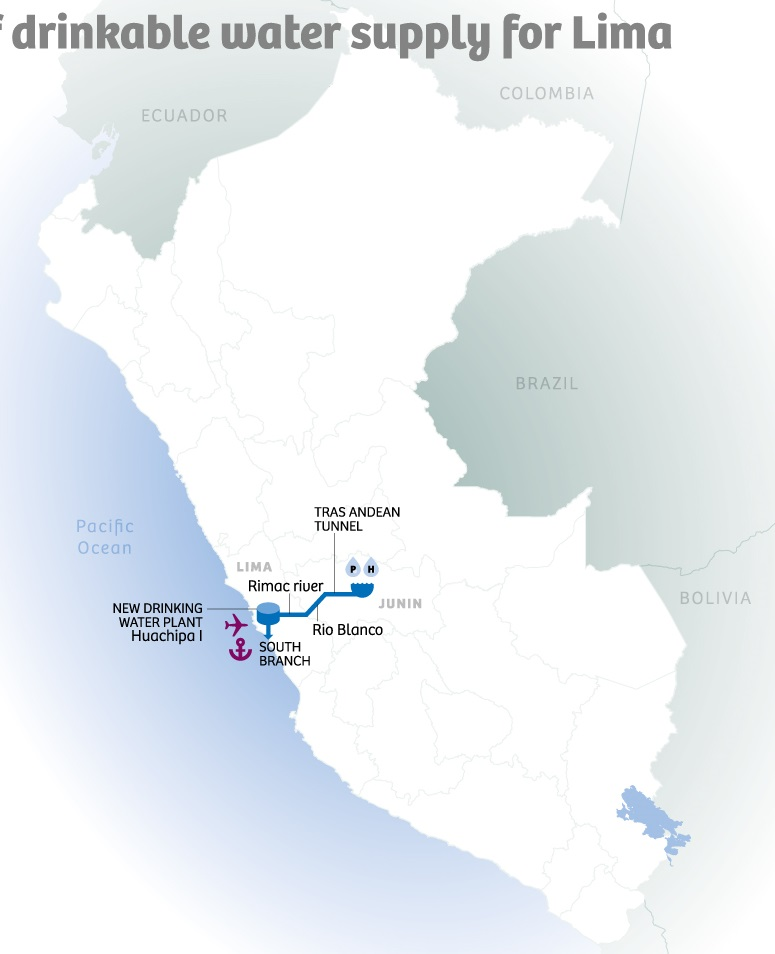 f drinkable water supply for Lima
COLOMBIA
ECUADOR
BRAZIL
Pacific
Ocean
TRAS ANDEAN
TUNNEL
LIMA
P H
Rimac river
JUNIN
BOLIVIA
NEW DRINKING
WATER PLANT
Huachipa I
Rio Blanco
SOUTH
BRANCH